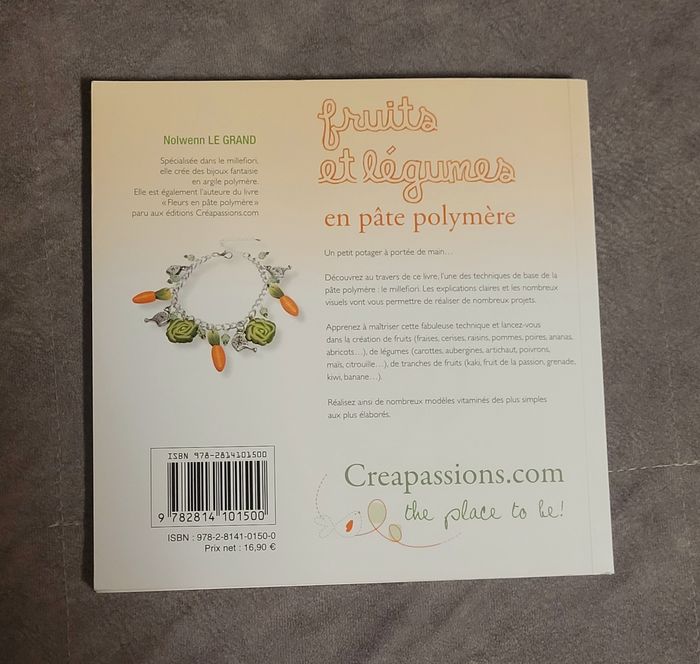 Nolwenn LE GRAND
Spécialisée dans le millefiori,
elle crée des bijoux fantaisie
en argile polymère.
Elle est également l'auteure du livre
« Fleurs en pâte polymère »
paru aux éditions Créapassions.com
fruits
et légumes
en pâte polymère
Un petit potager à portée de main…
Découvrez au travers de ce livre, l'une des techniques de base de la
pâte polymère : le millefiori. Les explications claires et les nombreux
visuels vont vous permettre de réaliser de nombreux projets.
Apprenez à maîtriser cette fabuleuse technique et lancez-vous
dans la création de fruits (fraises, cerises, raisins, pommes, poires, ananas,
abricots…), de légumes (carottes, aubergines, artichaut, poivrons,
maïs, citrouille…), de tranches de fruits (kaki, fruit de la passion, grenade,
kiwi, banane…).
Réalisez ainsi de nombreux modèles vitaminés des plus simples
aux plus élaborés.
ISBN 978-2814101500
9 782814 101500
ISBN : 978-2-8141-0150-0
Prix net : 16,90 €
Creapassions.com
the place to be!